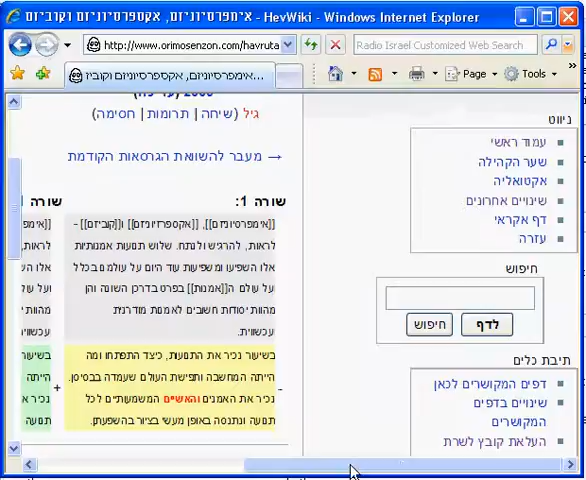 אימפרסיוניזם, אקספרסיוניזם וקוביזם - HevWiki - Windows Internet Explorer
http://www.orimosenzon.com/havruta
Radio Israel Customized Web Search
אימפרסיוניזם, אקספרסיוניזם וקוביז...
Page
Tools
גיל (שיחה | תרומות | חסימה)
→ מעבר להשוואת הגרסאות הקודמת
שורה 1:
[[אימפרסיוניזם]], [[אקספרסיוניזם]] ו[[קוביזם]] -
לראות, להרגיש ולנתח. שלוש תנועות אמנותיות
אלו השפיעו ומשפיעות עוד היום על עולמנו בכלל
ועל עולם ה[[אמנות]] בפרט בדרכן השונה והן
מהוות יסודות חשובים לאמנות מודרנית
ועכשווית.
-
בשיעור נכיר את התנועות, כיצד התפתחו ומה
הייתה המחשבה ותפישת העולם שעמדה בבסיסן.
נכיר את האמנים והאשיים המשמעותיים לכל
תנועה ונתנסה באופן מעשי בציור בהשפעתן.
+
ניווט
עמוד ראשי
שער הקהילה
אקטואליה
שינויים אחרונים
דף אקראי
עזרה
חיפוש
לדף
חיפוש
תיבת כלים
דפים המקושרים לכאן
שינויים בדפים
המקושרים
העלאת קובץ לשרת